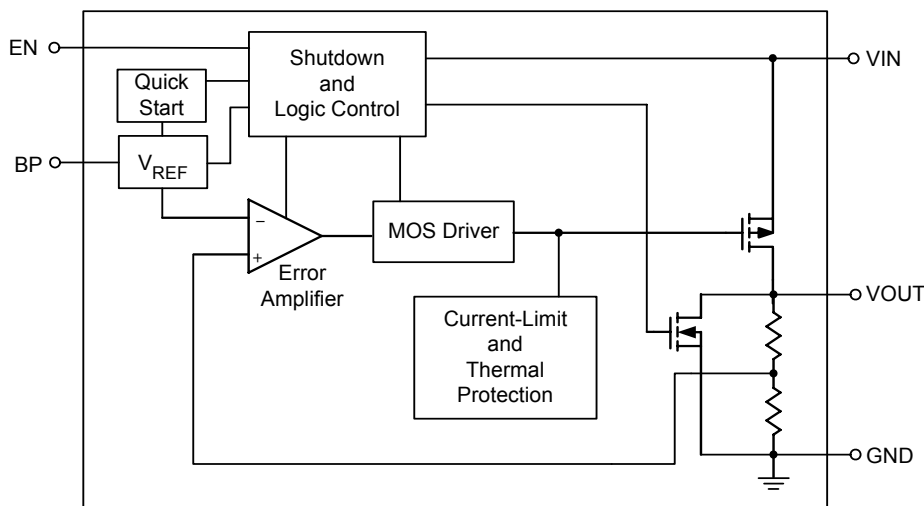 EN
Shutdown
and
Logic Control
VIN
Quick
Start
BP
VREF
−
+
Error
Amplifier
MOS Driver
Current-Limit
and
Thermal
Protection
VOUT
GND